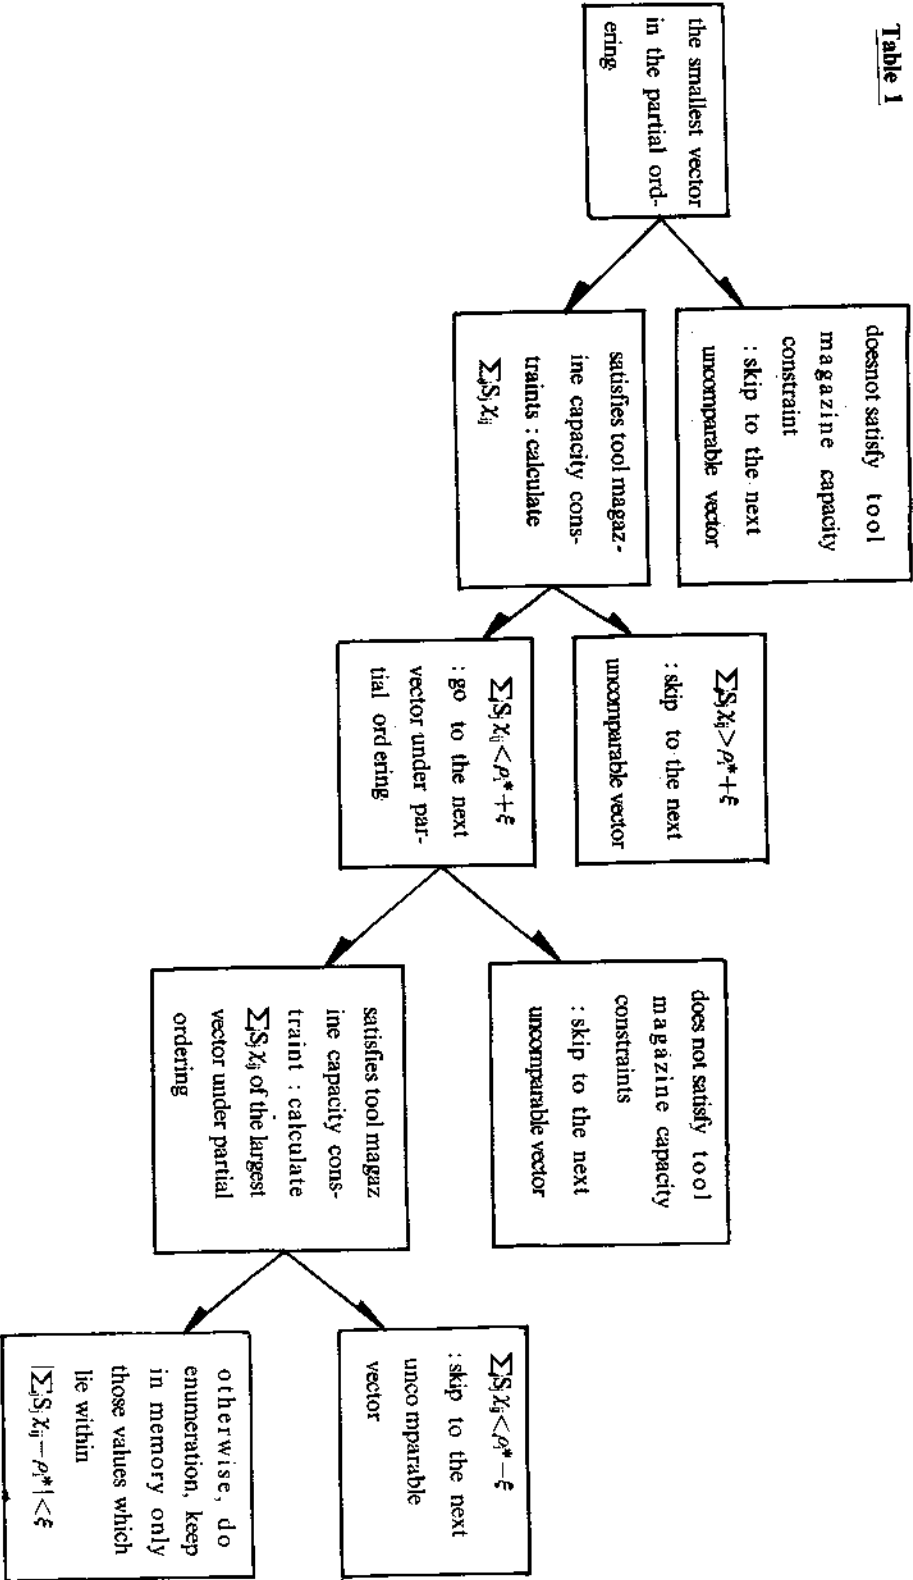 Table 1
the smallest vector
in the partial ord-
ering
doesnot satisfy tool
magazine capacity
constraint
: skip to the next
uncomparable vector
satisfies tool magaz-
ine capacity cons-
traints : calculate
∑ⱼSⱼχᵢⱼ
∑ⱼSⱼχᵢⱼ>ρᵢ*+ξ
: skip to the next
uncomparable vector
∑ⱼSⱼχᵢⱼ<ρᵢ*+ξ
: go to the next
vector under par-
tial ordering
does not satisfy tool
magazine capacity
constraints
: skip to the next
uncomparable vector
satisfies tool magaz
ine capacity cons-
traint : calculate
∑ⱼSⱼχᵢⱼ of the largest
vector under partial
ordering
∑ⱼSⱼχᵢⱼ<ρᵢ*−ξ
: skip to the next
uncomparable
vector
otherwise, do
enumeration, keep
in memory only
those values which
lie within
|∑ⱼSⱼχᵢⱼ−ρᵢ*|<ξ